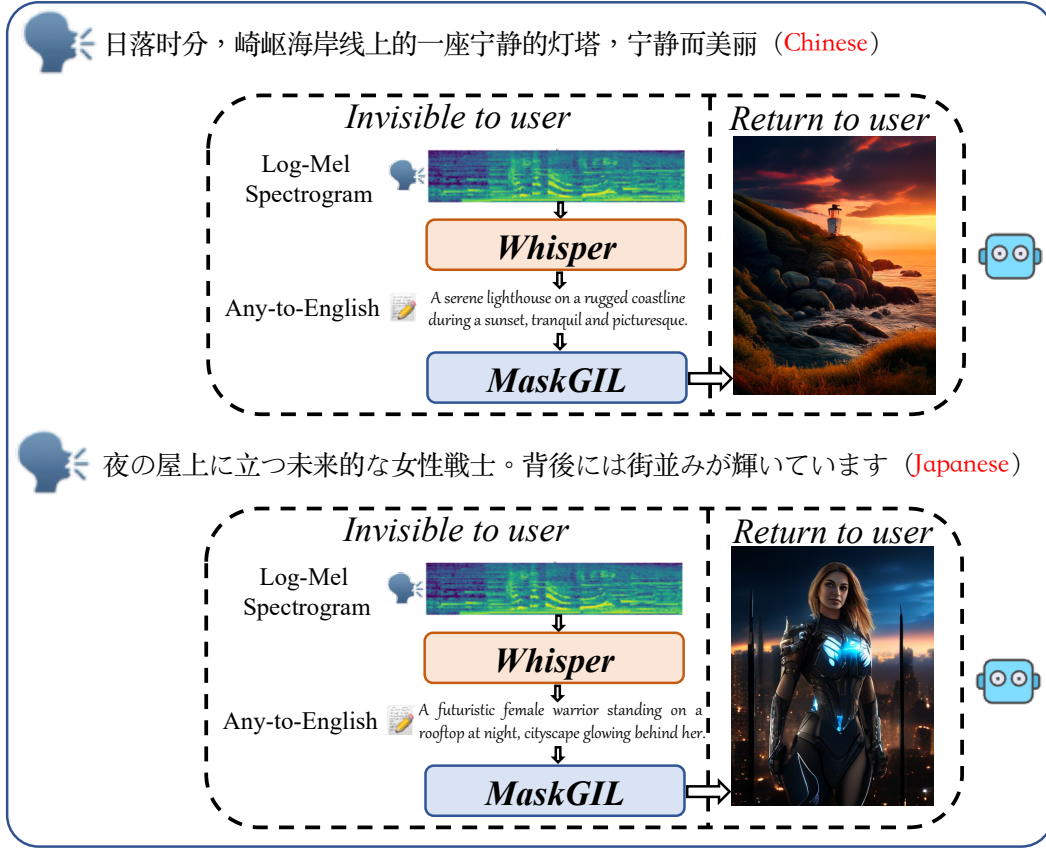 日落时分，崎岖海岸线上的一座宁静的灯塔，宁静而美丽（Chinese）
Invisible to user
Return to user
Log-Mel
Spectrogram
Whisper
Any-to-English
A serene lighthouse on a rugged coastline
during a sunset, tranquil and picturesque.
MaskGIL
夜の屋上に立つ未来的な女性戦士。背後には街並みが輝いています（Japanese）
Invisible to user
Return to user
Log-Mel
Spectrogram
Whisper
Any-to-English
A futuristic female warrior standing on a
rooftop at night, cityscape glowing behind her.
MaskGIL